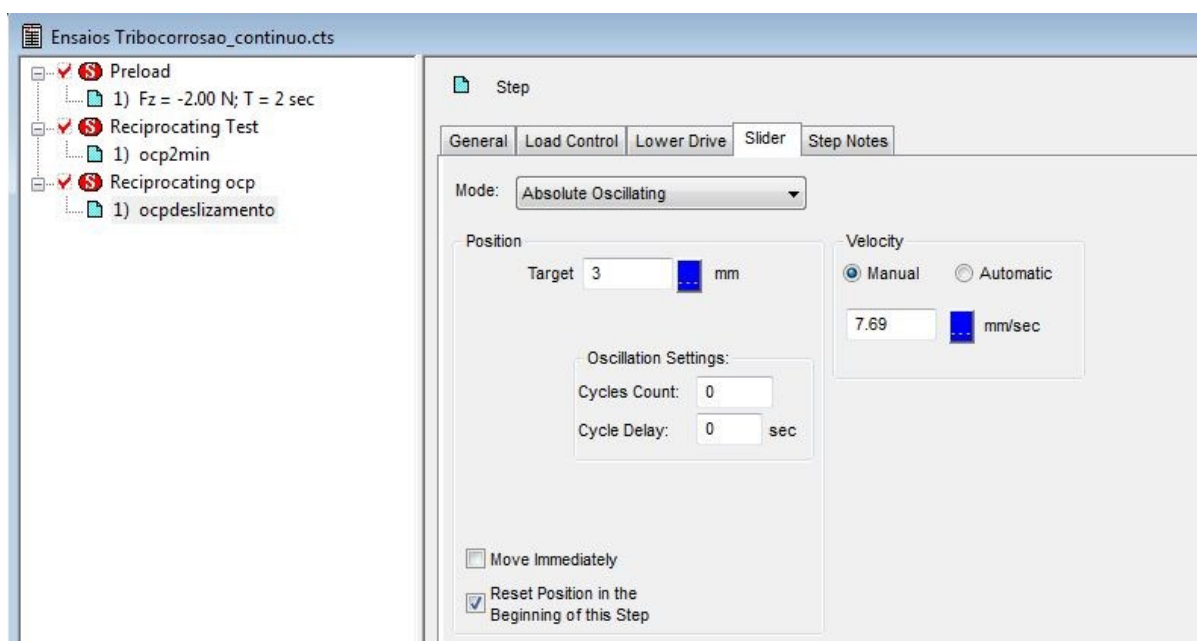 Ensaios Tribocorrosao_continuo.cts
Preload
1) Fz = -2.00 N; T = 2 sec
Reciprocating Test
1) ocp2min
Reciprocating ocp
1) ocpdeslizamento
Step
General Load Control Lower Drive Slider Step Notes
Mode: Absolute Oscillating
Position
Target 3 mm
Oscillation Settings:
Cycles Count: 0
Cycle Delay: 0 sec
Move Immediately
Reset Position in the
Beginning of this Step
Velocity
Manual Automatic
7.69 mm/sec